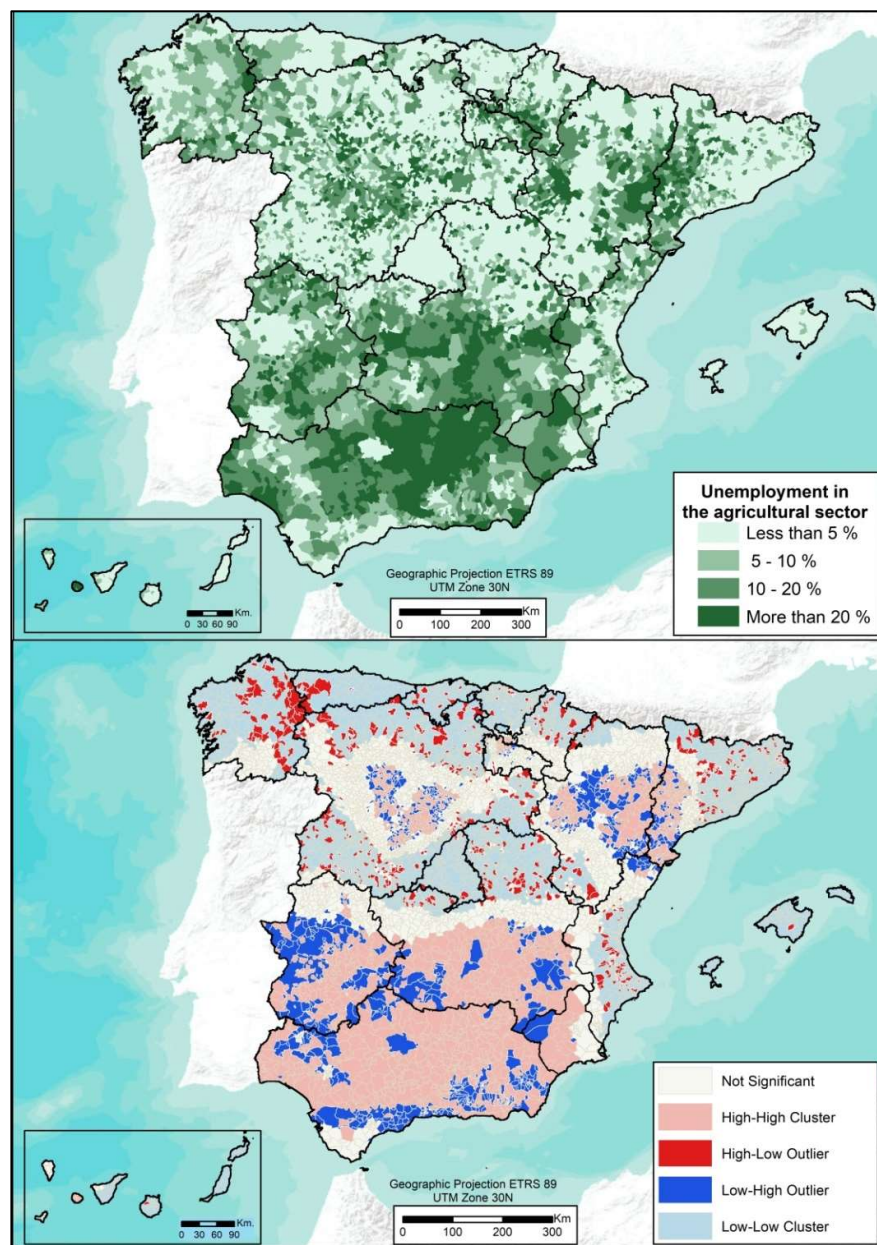 Unemployment in
the agricultural sector
Less than 5 %
5 - 10 %
10 - 20 %
More than 20 %
Geographic Projection ETRS 89
UTM Zone 30N
Km
0 100 200 300
Km.
0 30 60 90
Not Significant
High-High Cluster
High-Low Outlier
Low-High Outlier
Low-Low Cluster
Geographic Projection ETRS 89
UTM Zone 30N
Km
0 100 200 300
Km.
0 30 60 90